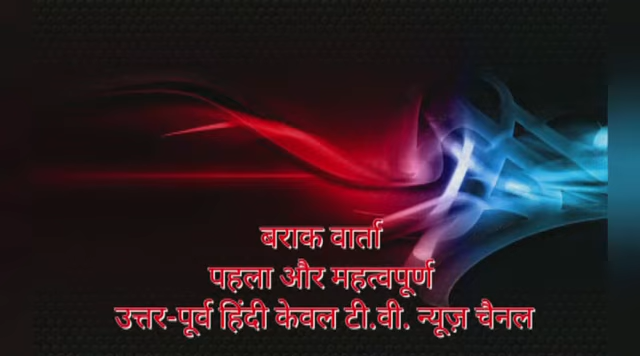 बराक वार्ता
पहला और महत्वपूर्ण
उत्तर-पूर्व हिंदी केवल टी.वी. न्यूज़ चैनल